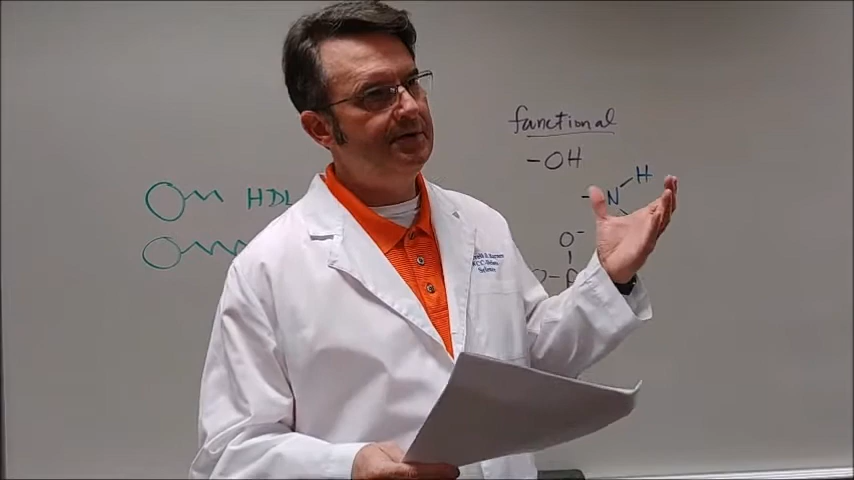 HDL
functional
-OH
H
-N
O-
O-P